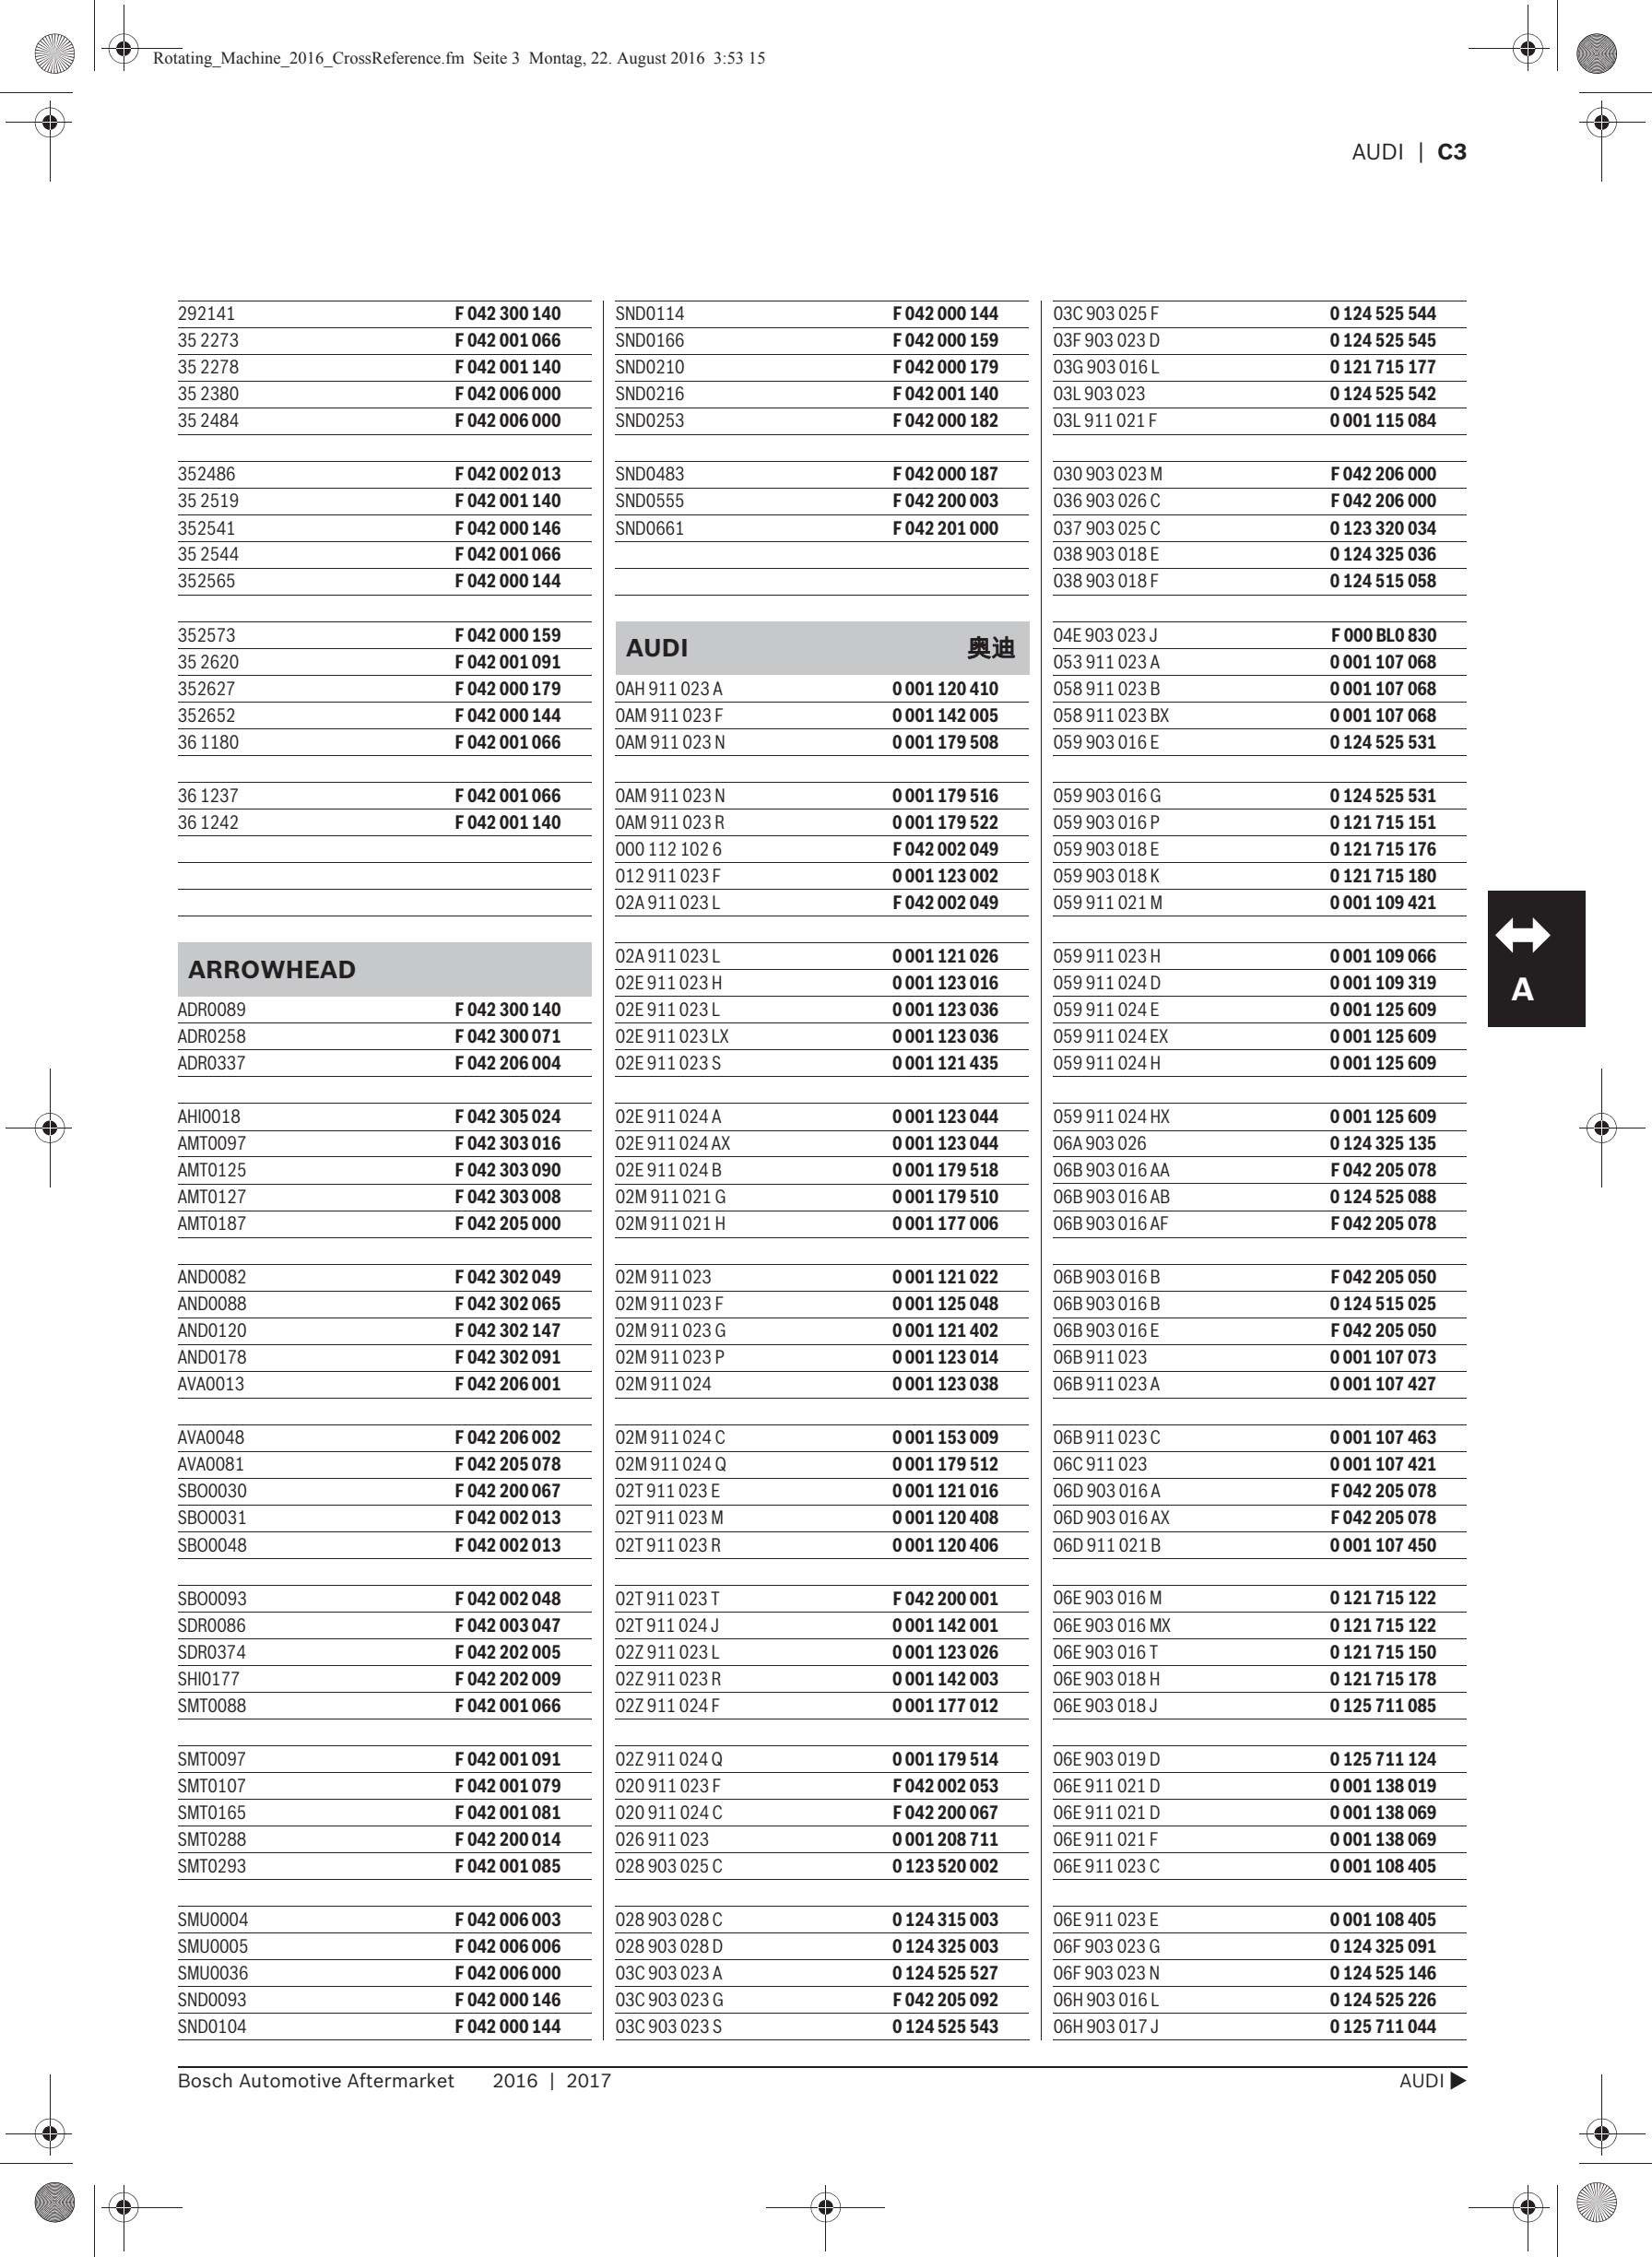 Rotating_Machine_2016_CrossReference.fm Seite 3 Montag, 22. August 2016 3:53 15
AUDI | C3
292141 F 042 300 140
35 2273 F 042 001 066
35 2278 F 042 001 140
35 2380 F 042 006 000
35 2484 F 042 006 000
352486 F 042 002 013
35 2519 F 042 001 140
352541 F 042 000 146
35 2544 F 042 001 066
352565 F 042 000 144
352573 F 042 000 159
35 2620 F 042 001 091
352627 F 042 000 179
352652 F 042 000 144
36 1180 F 042 001 066
36 1237 F 042 001 066
36 1242 F 042 001 140
ARROWHEAD
ADR0089 F 042 300 140
ADR0258 F 042 300 071
ADR0337 F 042 206 004
AHI0018 F 042 305 024
AMT0097 F 042 303 016
AMT0125 F 042 303 090
AMT0127 F 042 303 008
AMT0187 F 042 205 000
AND0082 F 042 302 049
AND0088 F 042 302 065
AND0120 F 042 302 147
AND0178 F 042 302 091
AVA0013 F 042 206 001
AVA0048 F 042 206 002
AVA0081 F 042 205 078
SBO0030 F 042 200 067
SBO0031 F 042 002 013
SBO0048 F 042 002 013
SBO0093 F 042 002 048
SDR0086 F 042 003 047
SDR0374 F 042 202 005
SHI0177 F 042 202 009
SMT0088 F 042 001 066
SMT0097 F 042 001 091
SMT0107 F 042 001 079
SMT0165 F 042 001 081
SMT0288 F 042 200 014
SMT0293 F 042 001 085
SMU0004 F 042 006 003
SMU0005 F 042 006 006
SMU0036 F 042 006 000
SND0093 F 042 000 146
SND0104 F 042 000 144
SND0114 F 042 000 144
SND0166 F 042 000 159
SND0210 F 042 000 179
SND0216 F 042 001 140
SND0253 F 042 000 182
SND0483 F 042 000 187
SND0555 F 042 200 003
SND0661 F 042 201 000
AUDI 奥迪
0AH 911 023 A 0 001 120 410
0AM 911 023 F 0 001 142 005
0AM 911 023 N 0 001 179 508
0AM 911 023 N 0 001 179 516
0AM 911 023 R 0 001 179 522
000 112 102 6 F 042 002 049
012 911 023 F 0 001 123 002
02A 911 023 L F 042 002 049
02A 911 023 L 0 001 121 026
02E 911 023 H 0 001 123 016
02E 911 023 L 0 001 123 036
02E 911 023 LX 0 001 123 036
02E 911 023 S 0 001 121 435
02E 911 024 A 0 001 123 044
02E 911 024 AX 0 001 123 044
02E 911 024 B 0 001 179 518
02M 911 021 G 0 001 179 510
02M 911 021 H 0 001 177 006
02M 911 023 0 001 121 022
02M 911 023 F 0 001 125 048
02M 911 023 G 0 001 121 402
02M 911 023 P 0 001 123 014
02M 911 024 0 001 123 038
02M 911 024 C 0 001 153 009
02M 911 024 Q 0 001 179 512
02T 911 023 E 0 001 121 016
02T 911 023 M 0 001 120 408
02T 911 023 R 0 001 120 406
02T 911 023 T F 042 200 001
02T 911 024 J 0 001 142 001
02Z 911 023 L 0 001 123 026
02Z 911 023 R 0 001 142 003
02Z 911 024 F 0 001 177 012
02Z 911 024 Q 0 001 179 514
020 911 023 F F 042 002 053
020 911 024 C F 042 200 067
026 911 023 0 001 208 711
028 903 025 C 0 123 520 002
028 903 028 C 0 124 315 003
028 903 028 D 0 124 325 003
03C 903 023 A 0 124 525 527
03C 903 023 G F 042 205 092
03C 903 023 S 0 124 525 543
03C 903 025 F 0 124 525 544
03F 903 023 D 0 124 525 545
03G 903 016 L 0 121 715 177
03L 903 023 0 124 525 542
03L 911 021 F 0 001 115 084
030 903 023 M F 042 206 000
036 903 026 C F 042 206 000
037 903 025 C 0 123 320 034
038 903 018 E 0 124 325 036
038 903 018 F 0 124 515 058
04E 903 023 J F 000 BL0 830
053 911 023 A 0 001 107 068
058 911 023 B 0 001 107 068
058 911 023 BX 0 001 107 068
059 903 016 E 0 124 525 531
059 903 016 G 0 124 525 531
059 903 016 P 0 121 715 151
059 903 018 E 0 121 715 176
059 903 018 K 0 121 715 180
059 911 021 M 0 001 109 421
059 911 023 H 0 001 109 066
059 911 024 D 0 001 109 319
059 911 024 E 0 001 125 609
059 911 024 EX 0 001 125 609
059 911 024 H 0 001 125 609
059 911 024 HX 0 001 125 609
06A 903 026 0 124 325 135
06B 903 016 AA F 042 205 078
06B 903 016 AB 0 124 525 088
06B 903 016 AF F 042 205 078
06B 903 016 B F 042 205 050
06B 903 016 B 0 124 515 025
06B 903 016 E F 042 205 050
06B 911 023 0 001 107 073
06B 911 023 A 0 001 107 427
06B 911 023 C 0 001 107 463
06C 911 023 0 001 107 421
06D 903 016 A F 042 205 078
06D 903 016 AX F 042 205 078
06D 911 021 B 0 001 107 450
06E 903 016 M 0 121 715 122
06E 903 016 MX 0 121 715 122
06E 903 016 T 0 121 715 150
06E 903 018 H 0 121 715 178
06E 903 018 J 0 125 711 085
06E 903 019 D 0 125 711 124
06E 911 021 D 0 001 138 019
06E 911 021 D 0 001 138 069
06E 911 021 F 0 001 138 069
06E 911 023 C 0 001 108 405
06E 911 023 E 0 001 108 405
06F 903 023 G 0 124 325 091
06F 903 023 N 0 124 525 146
06H 903 016 L 0 124 525 226
06H 903 017 J 0 125 711 044
A
Bosch Automotive Aftermarket 2016 | 2017
AUDI ▶